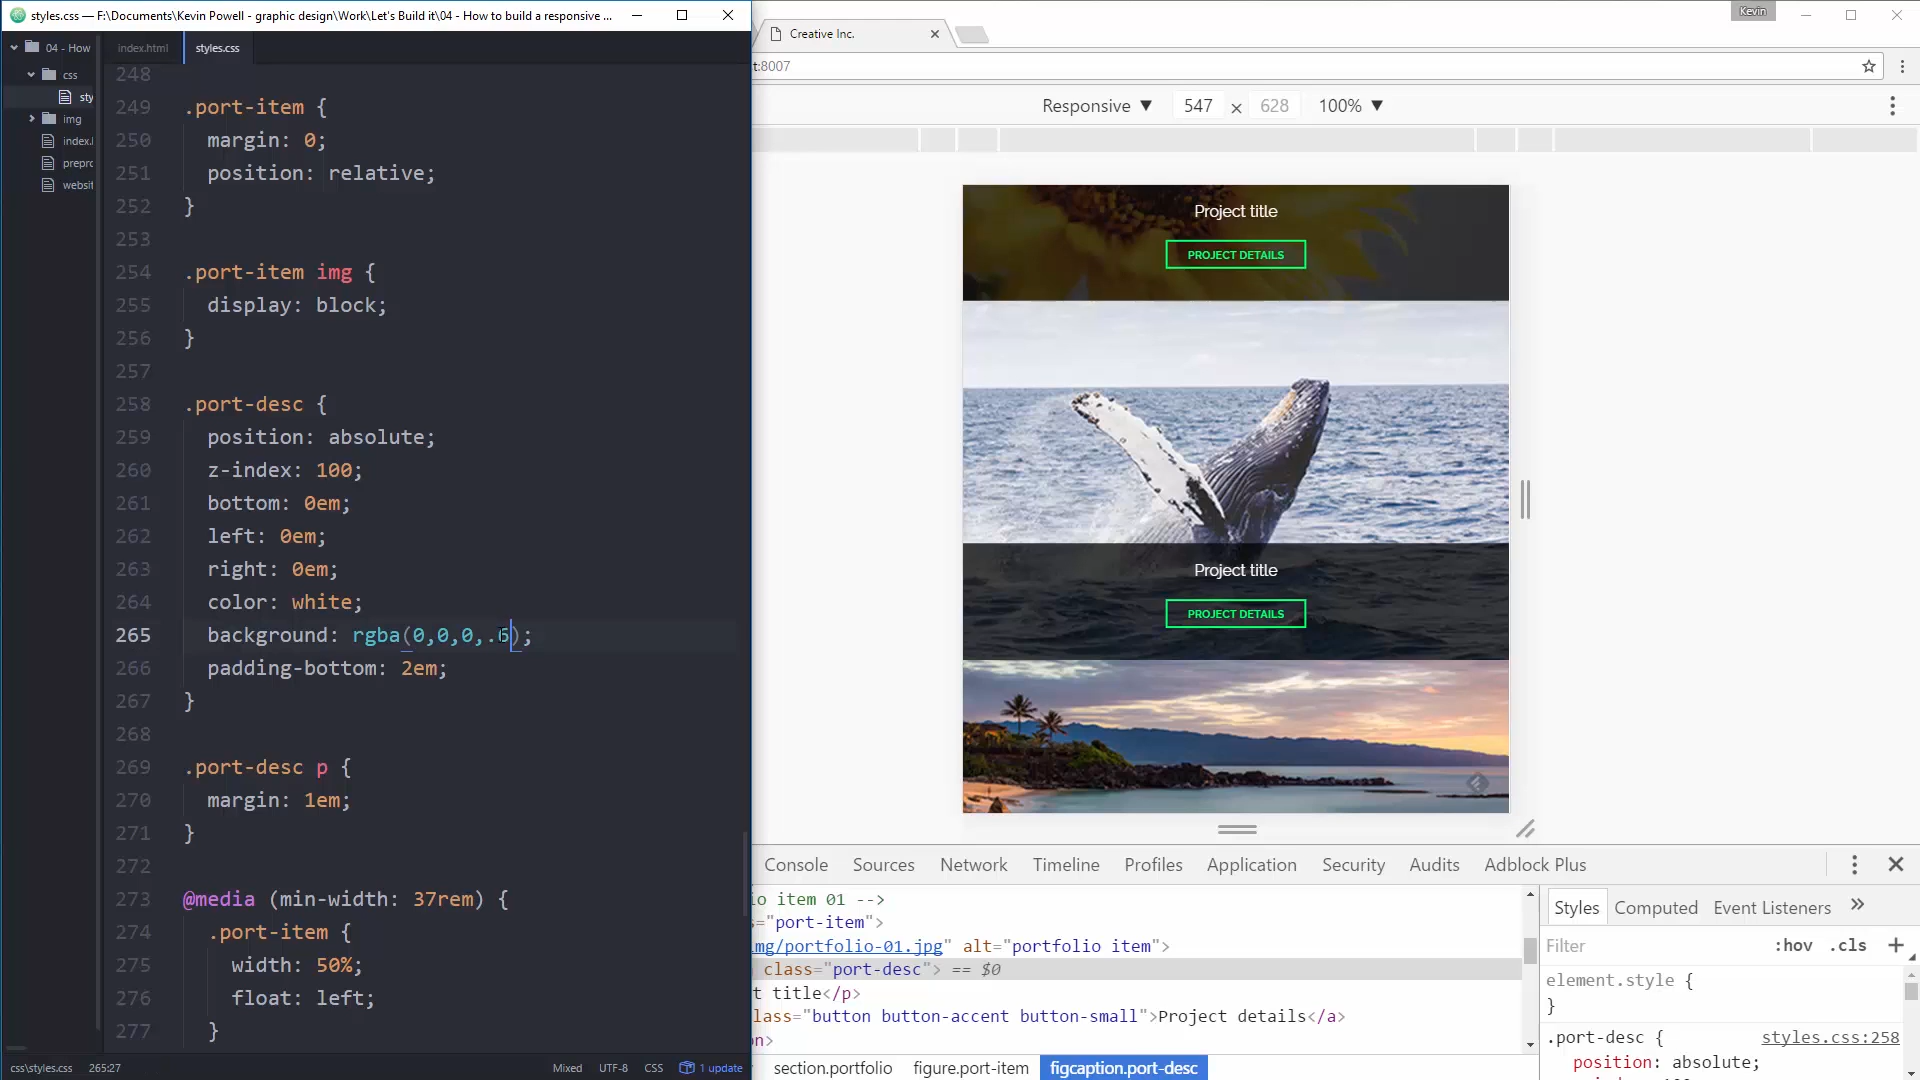 styles.css — F:\Documents\Kevin Powell - graphic design\Work\Let's Build it\04 - How to build a responsive ...
04 - How
css
sty
img
index.h
prepro
websit
index.html
styles.css
248
249 .port-item {
250 margin: 0;
251 position: relative;
252 }
253
254 .port-item img {
255 display: block;
256 }
257
258 .port-desc {
259 position: absolute;
260 z-index: 100;
261 bottom: 0em;
262 left: 0em;
263 right: 0em;
264 color: white;
265 background: rgba(0,0,0,.6);
266 padding-bottom: 2em;
267 }
268
269 .port-desc p {
270 margin: 1em;
271 }
272
273 @media (min-width: 37rem) {
274 .port-item {
275 width: 50%;
276 float: left;
277 }
css\styles.css 265:27 Mixed UTF-8 CSS 1 update
Kevin
Creative Inc.
t:8007
Responsive ▼ 547 × 628 100% ▼
Project title
PROJECT DETAILS
Project title
PROJECT DETAILS
Console Sources Network Timeline Profiles Application Security Audits Adblock Plus
io item 01 -->
s="port-item">
mg/portfolio-01.jpg" alt="portfolio item">
class="port-desc"> == $0
t title</p>
lass="button button-accent button-small">Project details</a>
on>
section.portfolio figure.port-item figcaption.port-desc
Styles Computed Event Listeners »
Filter :hov .cls +
element.style {
}
.port-desc { styles.css:258
position: absolute;